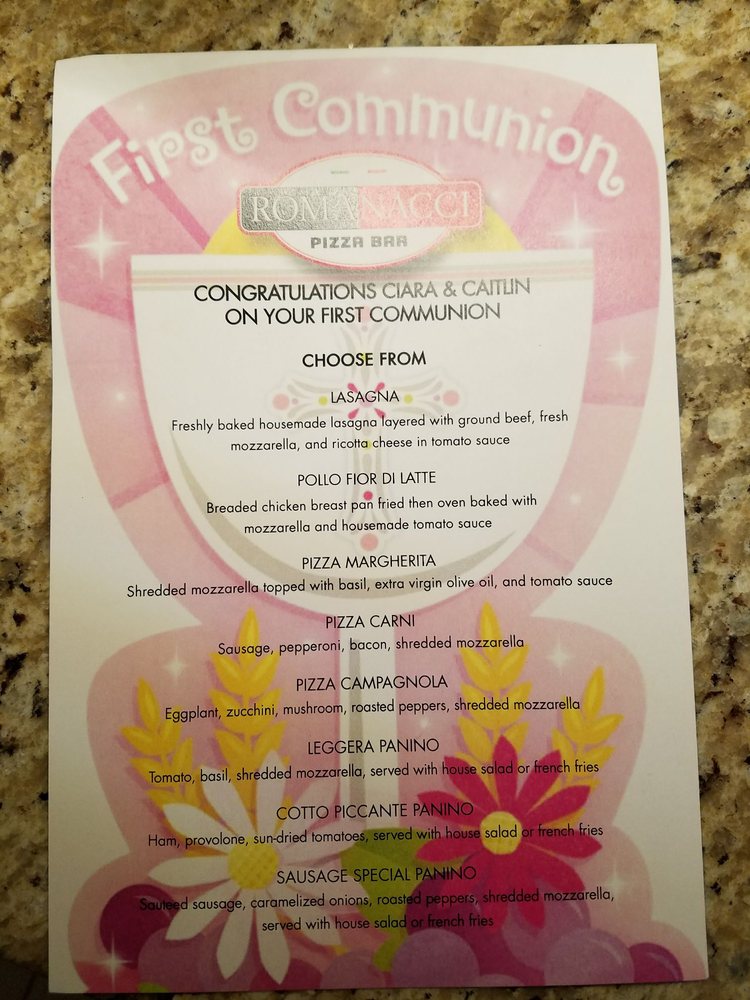 First Communion
ROMANACCI
PIZZA BAR
CONGRATULATIONS CIARA & CAITLIN
ON YOUR FIRST COMMUNION
CHOOSE FROM
LASAGNA
Freshly baked housemade lasagna layered with ground beef, fresh
mozzarella, and ricotta cheese in tomato sauce
POLLO FIOR DI LATTE
Breaded chicken breast pan fried then oven baked with
mozzarella and housemade tomato sauce
PIZZA MARGHERITA
Shredded mozzarella topped with basil, extra virgin olive oil, and tomato sauce
PIZZA CARNI
Sausage, pepperoni, bacon, shredded mozzarella
PIZZA CAMPAGNOLA
Eggplant, zucchini, mushroom, roasted peppers, shredded mozzarella
LEGGERA PANINO
Tomato, basil, shredded mozzarella, served with house salad or french fries
COTTO PICCANTE PANINO
Ham, provolone, sun-dried tomatoes, served with house salad or french fries
SAUSAGE SPECIAL PANINO
Sauteed sausage, caramelized onions, roasted peppers, shredded mozzarella,
served with house salad or french fries